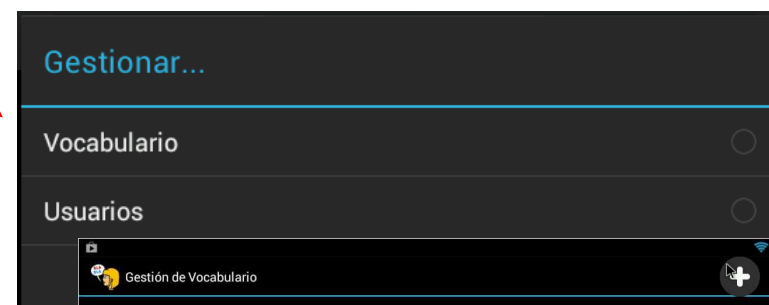 Gestionar...
Vocabulario
Usuarios
Gestión de Vocabulario